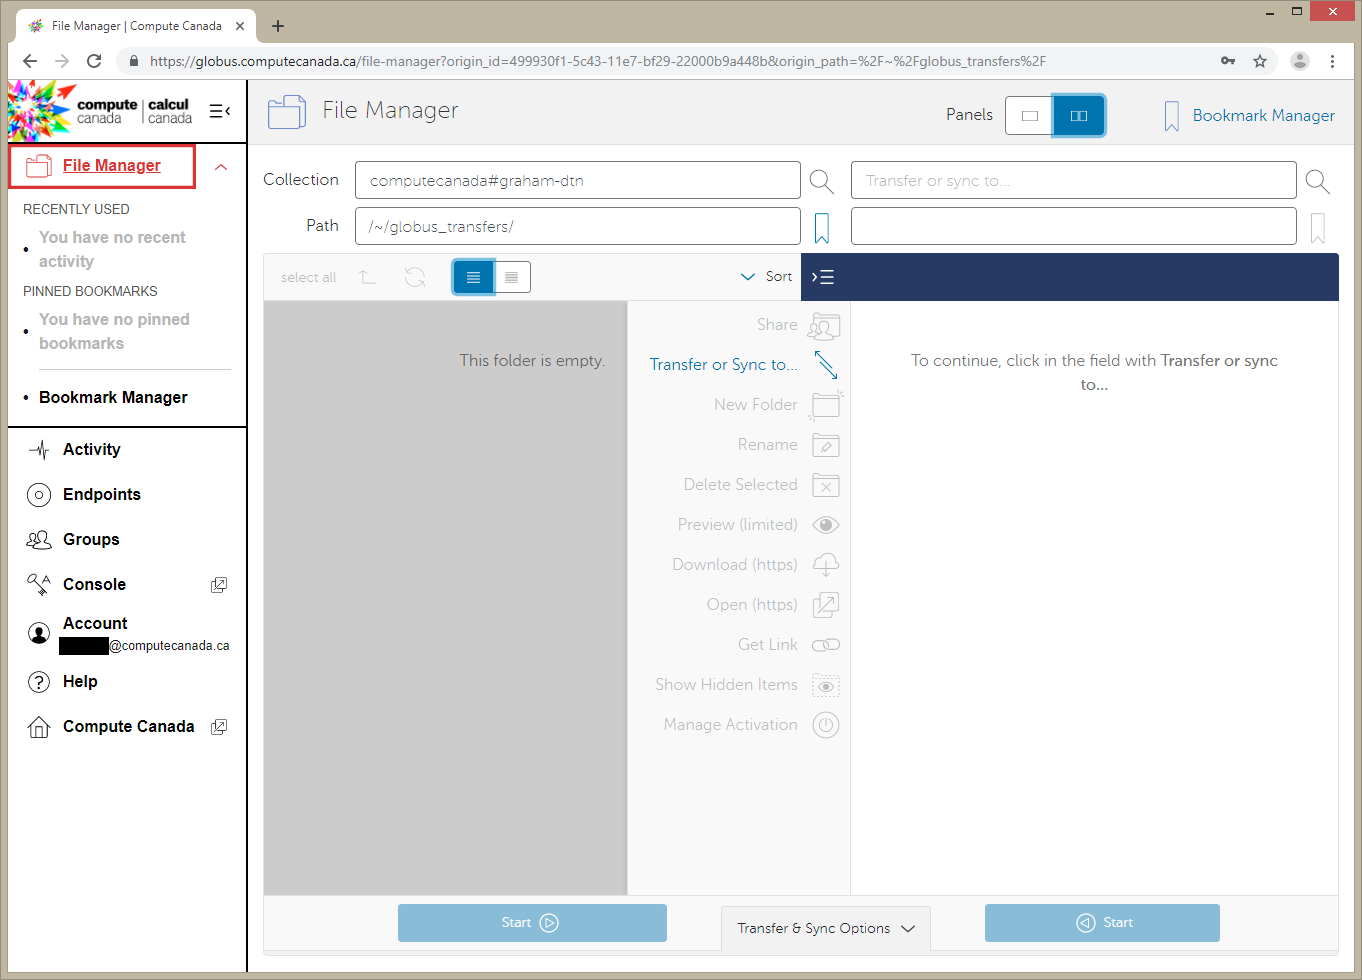 File Manager | Compute Canada
https://globus.computecanada.ca/file-manager?origin_id=499930f1-5c43-11e7-bf29-22000b9a448b&origin_path=%2F~%2Fglobus_transfers%2F
compute canada | calcul canada
File Manager
RECENTLY USED
• You have no recent
activity
PINNED BOOKMARKS
• You have no pinned
bookmarks
• Bookmark Manager
Activity
Endpoints
Groups
Console
Account
@computecanada.ca
Help
Compute Canada
File Manager
Panels
Bookmark Manager
Collection
computecanada#graham-dtn
Transfer or sync to...
Path
/~/globus_transfers/
select all
Sort
This folder is empty.
Share
Transfer or Sync to...
New Folder
Rename
Delete Selected
Preview (limited)
Download (https)
Open (https)
Get Link
Show Hidden Items
Manage Activation
To continue, click in the field with Transfer or sync
to...
Start
Transfer & Sync Options
Start